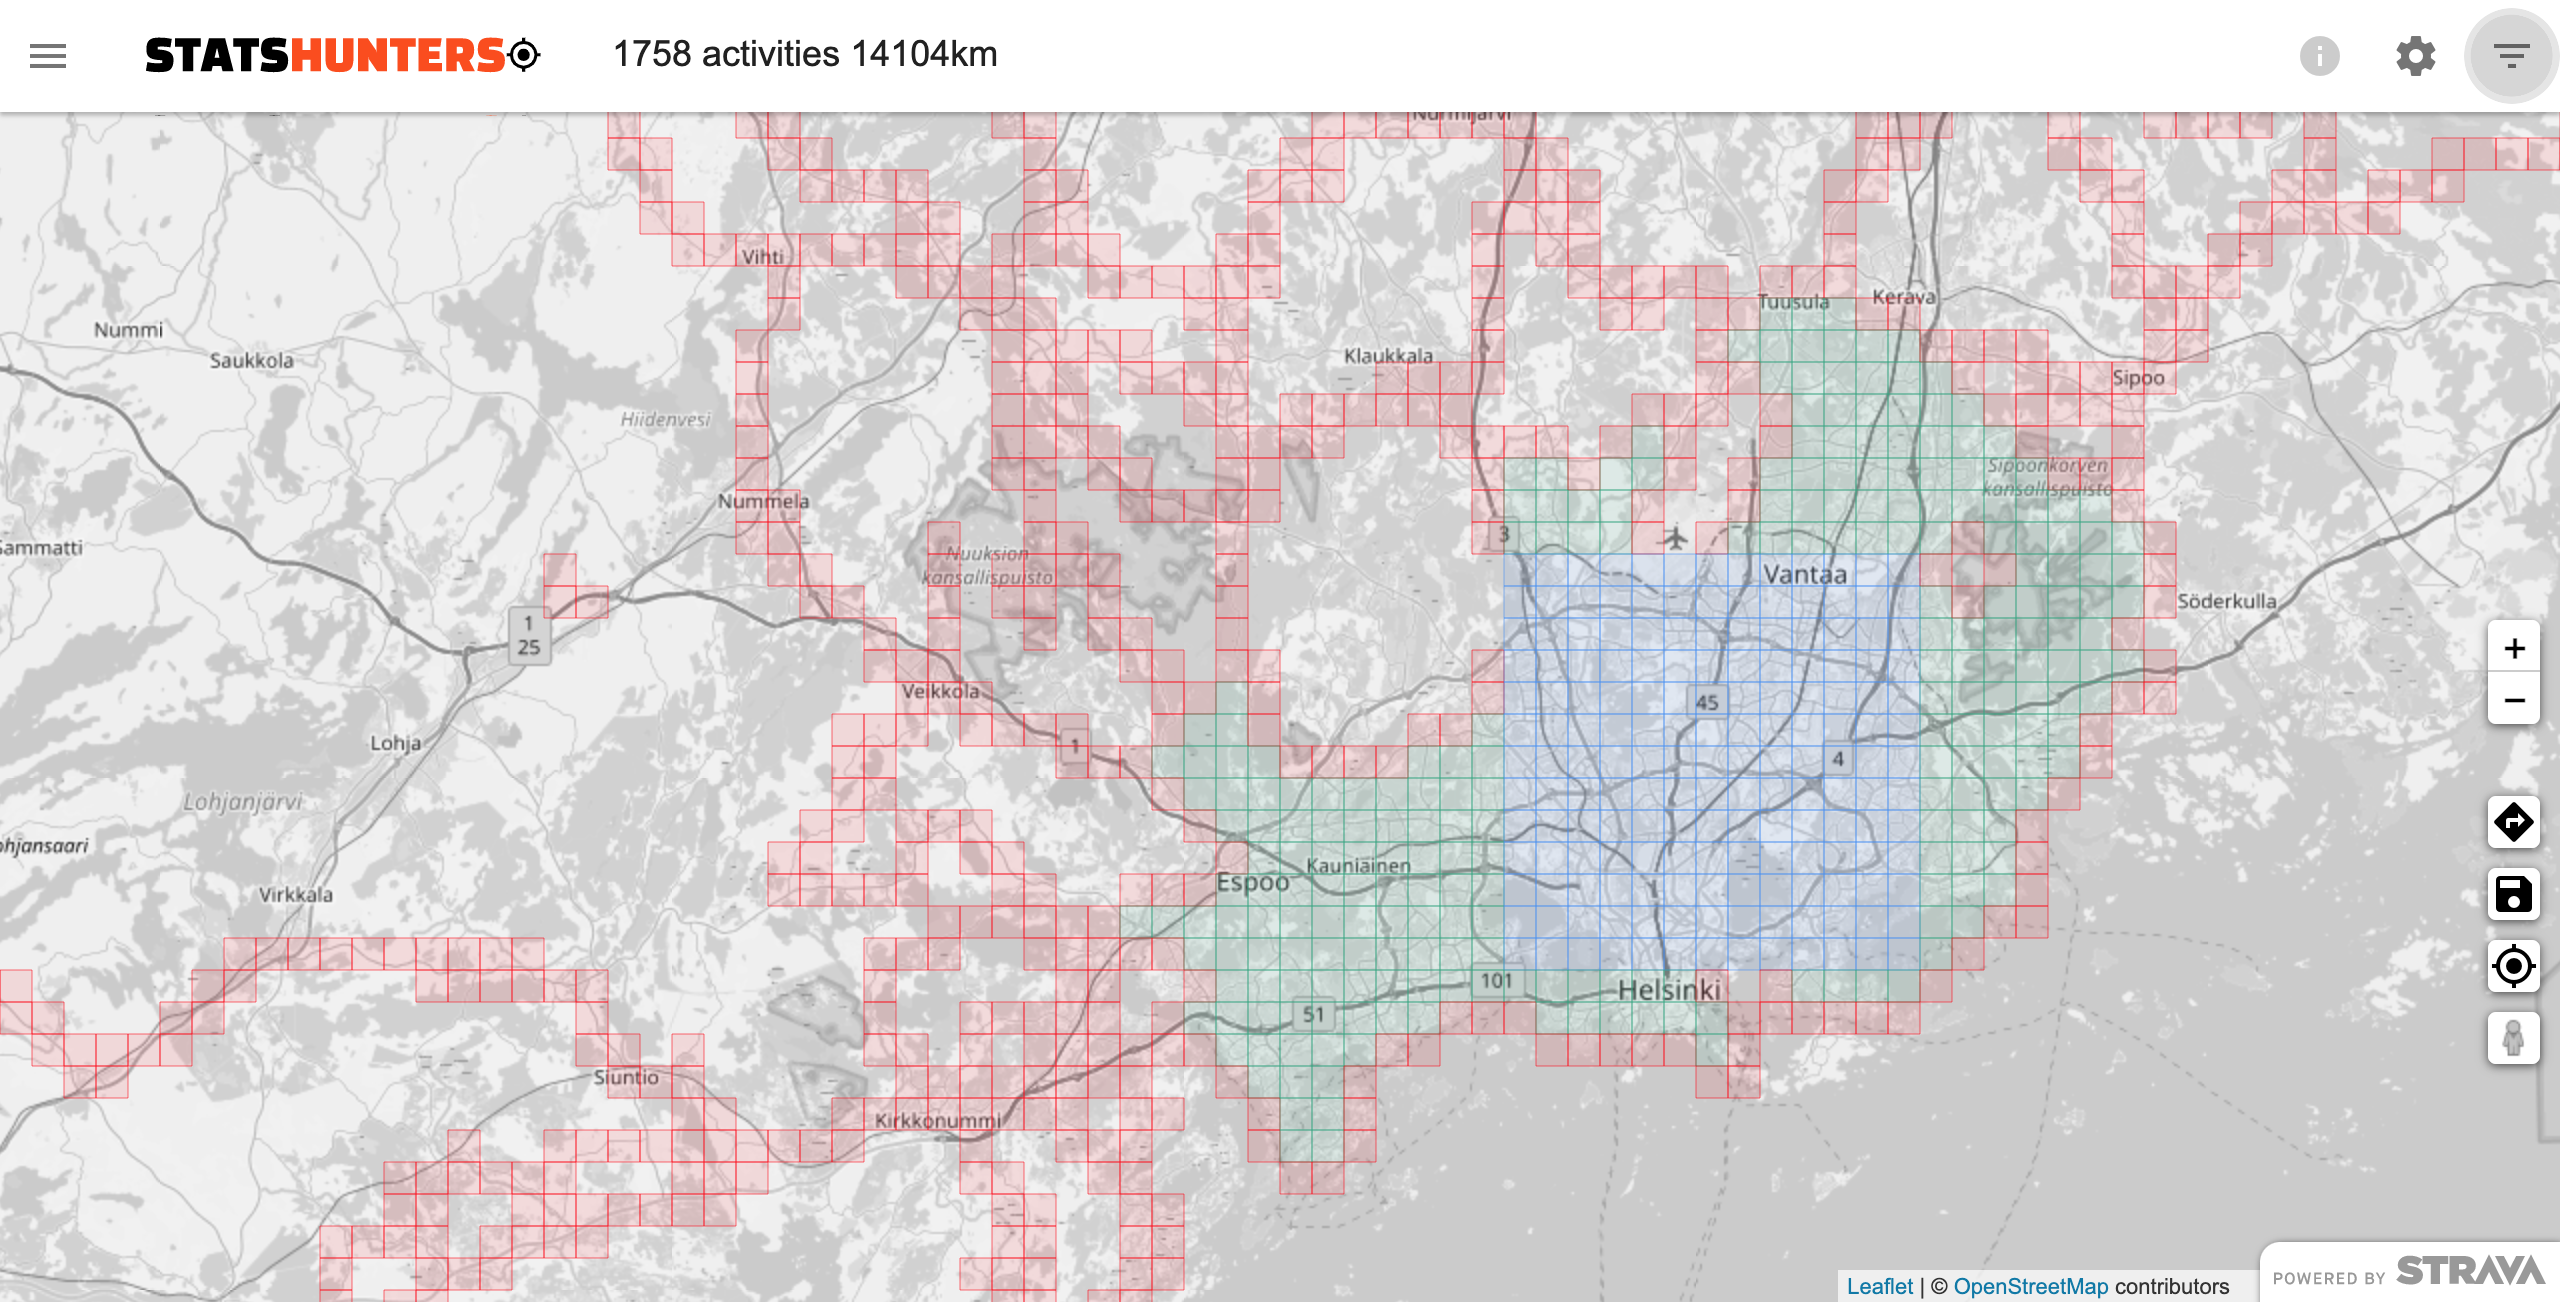 STATSHUNTERS
1758 activities 14104km
Nurmijärvi
Vihti
Tuusula
Kerava
Nummi
Saukkola
Klaukkala
Sipoo
Hiidenvesi
Sipoonkorven
kansallispuisto
Nummela
3
Sammatti
Nuuksion
kansallispuisto
Vantaa
Söderkulla
1
25
+
Veikkola
45
−
Lohja
1
4
Lohjanjärvi
ohjansaari
Kauniainen
Espoo
Virkkala
101
Helsinki
51
Siuntio
Kirkkonummi
POWERED BY STRAVA
Leaflet | © OpenStreetMap contributors